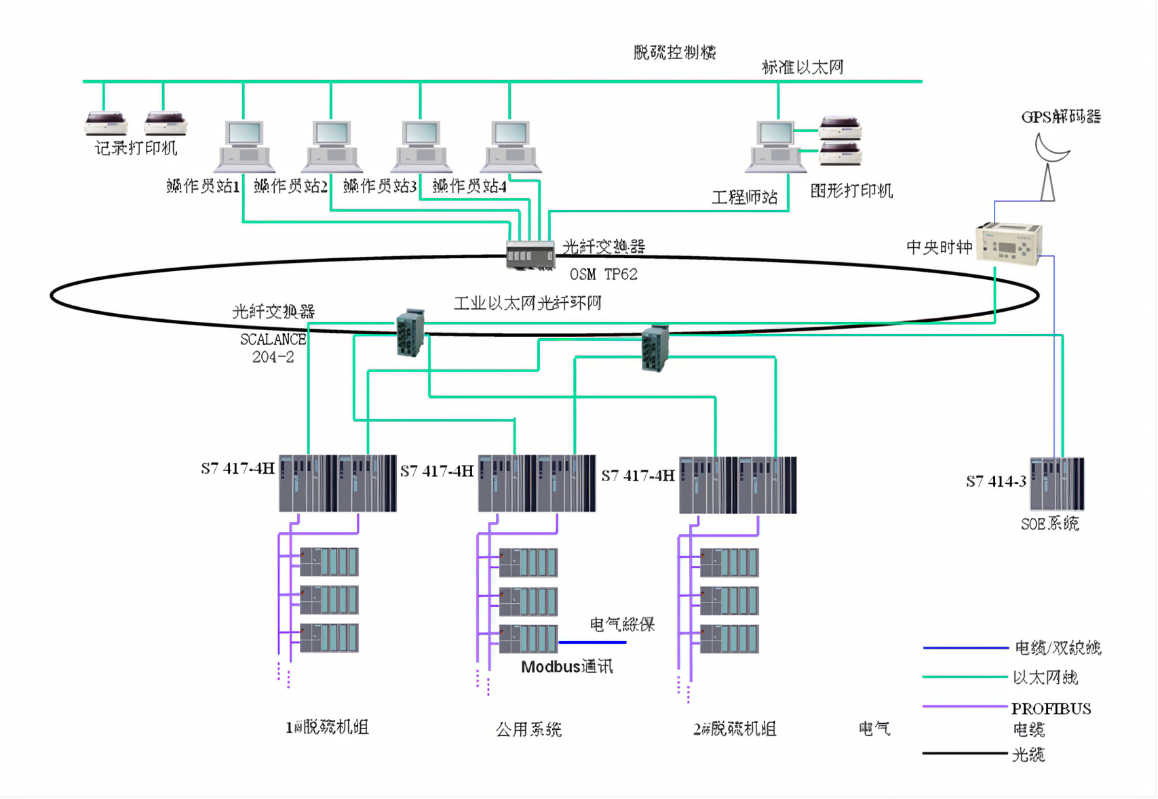 脱硫控制楼
标准以太网
GPS解码器
记录打印机
操作员站1
操作员站2
操作员站3
操作员站4
工程师站
图形打印机
光纤交换器
OSM TP62
中央时钟
工业以太网光纤环网
光纤交换器
SCALANCE
204-2
S7 417-4H
S7 417-4H
S7 417-4H
S7 414-3
SOE系统
电气综保
Modbus通讯
电缆/双绞线
以太网线
PROFIBUS
电缆
光缆
1#脱硫机组
公用系统
2#脱硫机组
电气